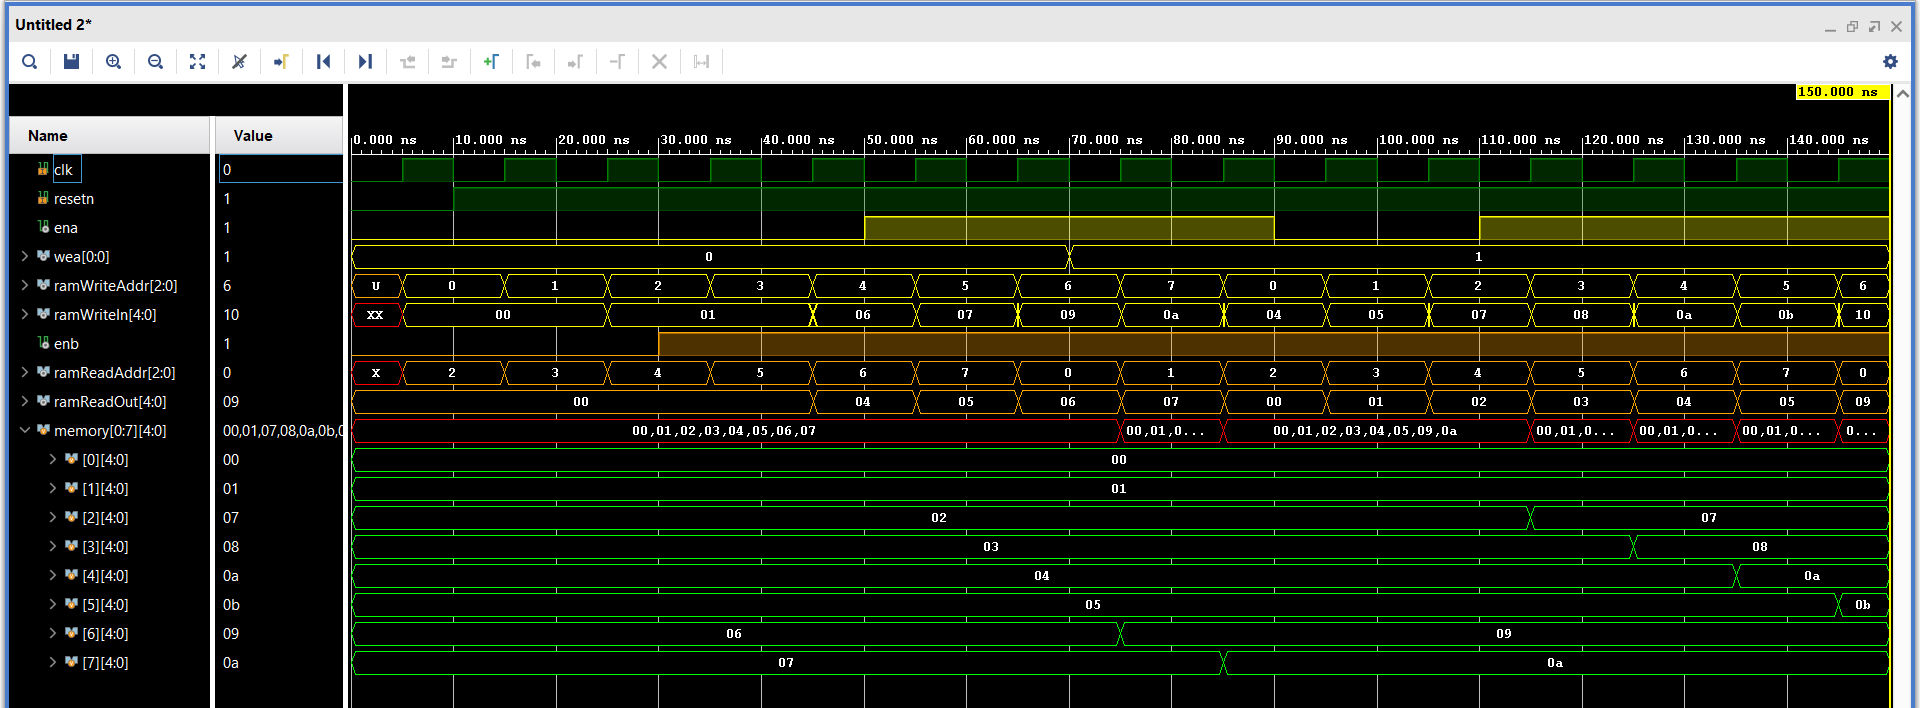 Untitled 2*
150.000 ns
Name Value
0.000 ns 10.000 ns 20.000 ns 30.000 ns 40.000 ns 50.000 ns 60.000 ns 70.000 ns 80.000 ns 90.000 ns 100.000 ns 110.000 ns 120.000 ns 130.000 ns 140.000 ns
clk 0
resetn 1
ena 1
wea[0:0] 1 0 1
ramWriteAddr[2:0] 6 U 0 1 2 3 4 5 6 7 0 1 2 3 4 5 6
ramWriteIn[4:0] 10 XX 00 01 06 07 09 0a 04 05 07 08 0a 0b 10
enb 1
ramReadAddr[2:0] 0 X 2 3 4 5 6 7 0 1 2 3 4 5 6 7 0
ramReadOut[4:0] 09 00 04 05 06 07 00 01 02 03 04 05 09
memory[0:7][4:0] 00,01,07,08,0a,0b,0 00,01,02,03,04,05,06,07 00,01,0... 00,01,02,03,04,05,09,0a 00,01,0... 00,01,0... 00,01,0... 0...
[0][4:0] 00 00
[1][4:0] 01 01
[2][4:0] 07 02 07
[3][4:0] 08 03 08
[4][4:0] 0a 04 0a
[5][4:0] 0b 05 0b
[6][4:0] 09 06 09
[7][4:0] 0a 07 0a